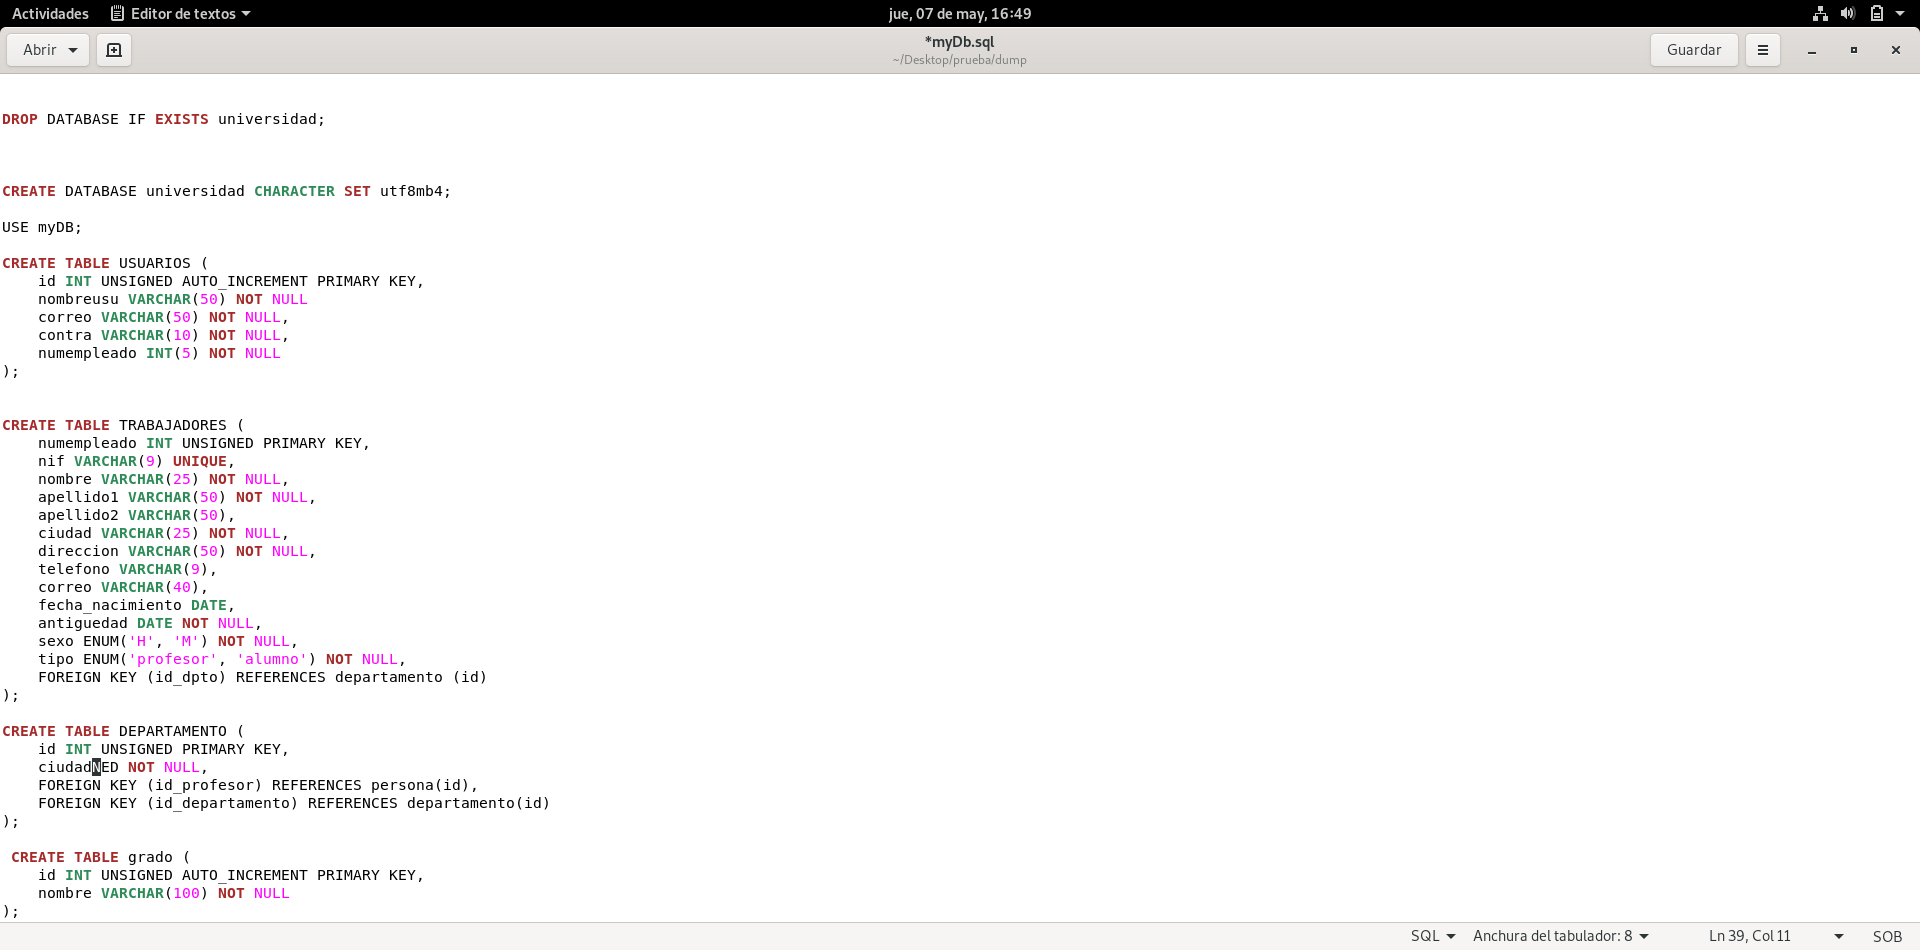 Actividades Editor de textos jue, 07 de may, 16:49
Abrir *myDb.sql Guardar
~/Desktop/prueba/dump
DROP DATABASE IF EXISTS universidad;
CREATE DATABASE universidad CHARACTER SET utf8mb4;
USE myDB;
CREATE TABLE USUARIOS (
id INT UNSIGNED AUTO_INCREMENT PRIMARY KEY,
nombreusu VARCHAR(50) NOT NULL
correo VARCHAR(50) NOT NULL,
contra VARCHAR(10) NOT NULL,
numempleado INT(5) NOT NULL
);
CREATE TABLE TRABAJADORES (
numempleado INT UNSIGNED PRIMARY KEY,
nif VARCHAR(9) UNIQUE,
nombre VARCHAR(25) NOT NULL,
apellido1 VARCHAR(50) NOT NULL,
apellido2 VARCHAR(50),
ciudad VARCHAR(25) NOT NULL,
direccion VARCHAR(50) NOT NULL,
telefono VARCHAR(9),
correo VARCHAR(40),
fecha_nacimiento DATE,
antiguedad DATE NOT NULL,
sexo ENUM('H', 'M') NOT NULL,
tipo ENUM('profesor', 'alumno') NOT NULL,
FOREIGN KEY (id_dpto) REFERENCES departamento (id)
);
CREATE TABLE DEPARTAMENTO (
id INT UNSIGNED PRIMARY KEY,
ciudadNED NOT NULL,
FOREIGN KEY (id_profesor) REFERENCES persona(id),
FOREIGN KEY (id_departamento) REFERENCES departamento(id)
);
CREATE TABLE grado (
id INT UNSIGNED AUTO_INCREMENT PRIMARY KEY,
nombre VARCHAR(100) NOT NULL
);
SQL Anchura del tabulador: 8 Ln 39, Col 11 SOB